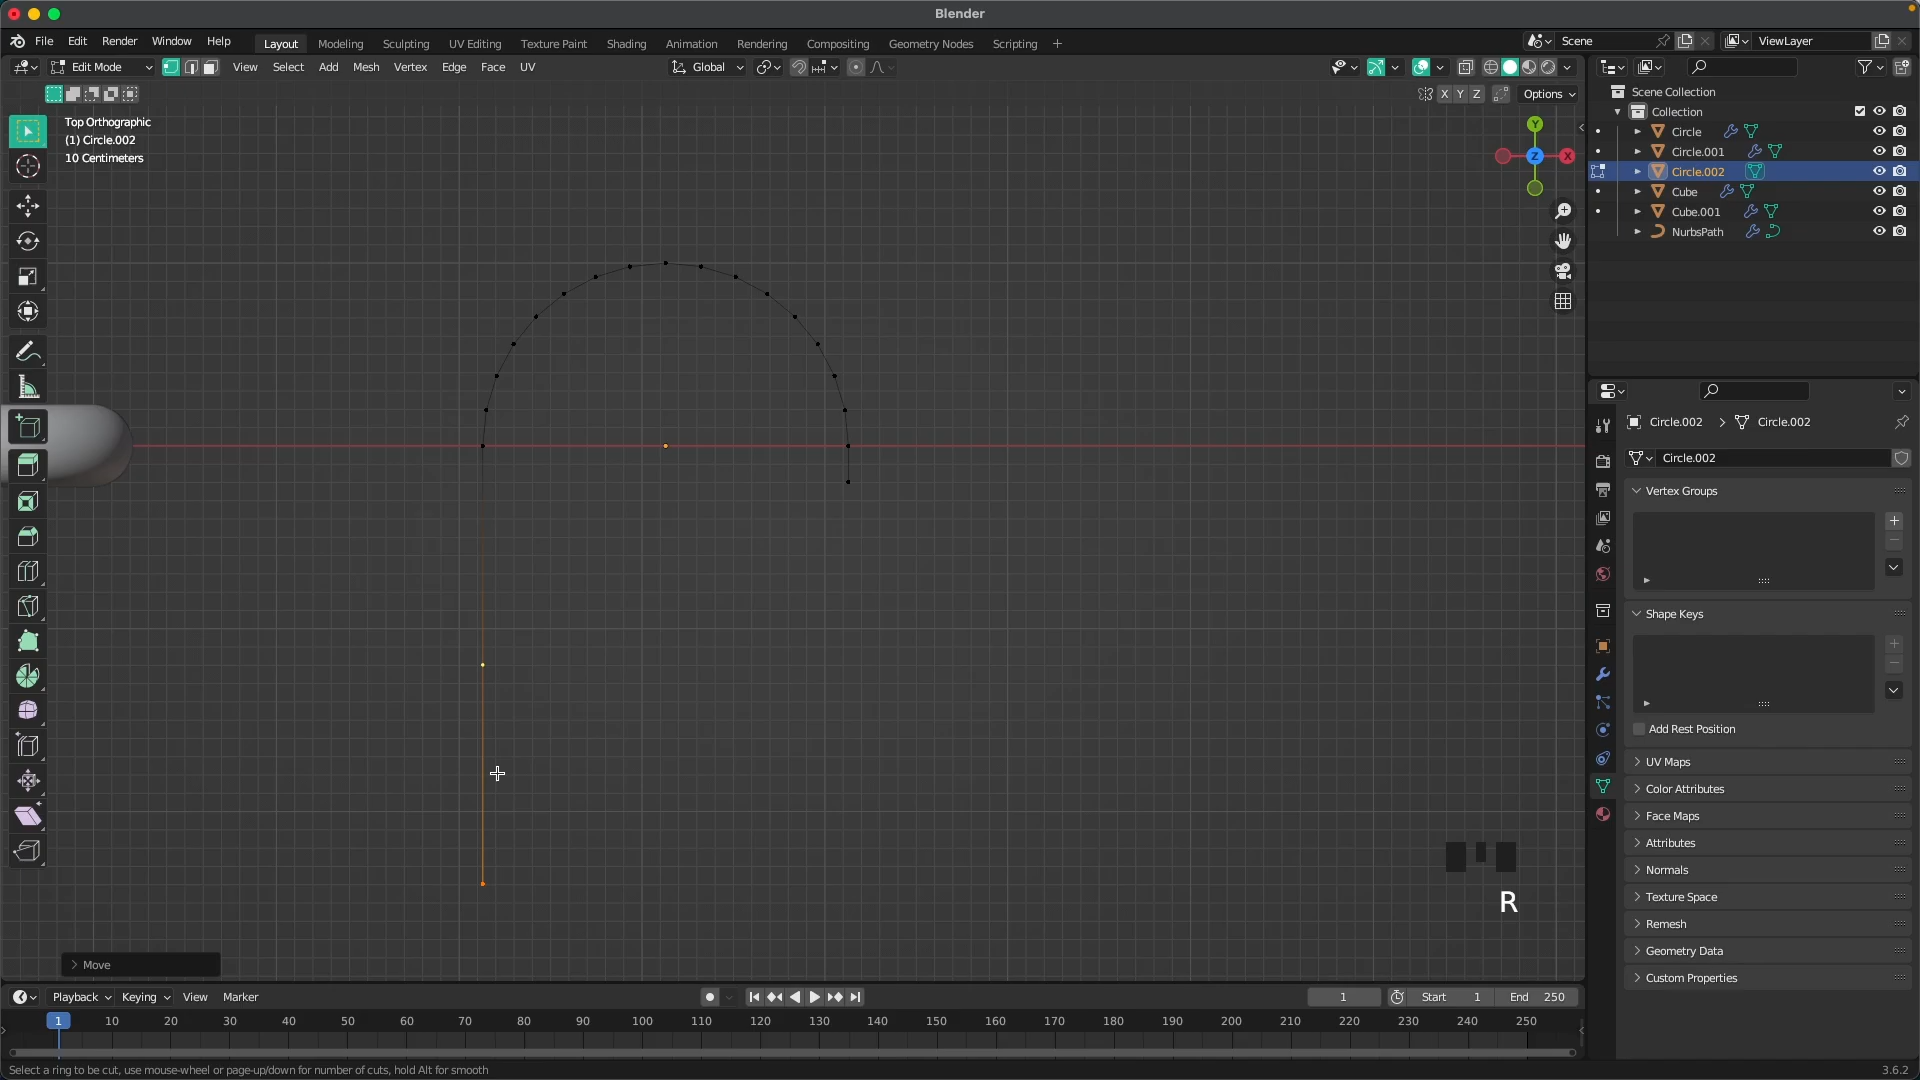 Blender
File Edit Render Window Help
Layout Modeling Sculpting UV Editing Texture Paint Shading Animation Rendering Compositing Geometry Nodes Scripting +
Scene
ViewLayer
Edit Mode
View Select Add Mesh Vertex Edge Face UV
Global
X Y Z
Options
Top Orthographic
(1) Circle.002
10 Centimeters
Y
Z
X
Scene Collection
Collection
Circle
Circle.001
Circle.002
Cube
Cube.001
NurbsPath
Circle.002 > Circle.002
Circle.002
Vertex Groups
Shape Keys
Add Rest Position
UV Maps
Color Attributes
Face Maps
Attributes
Normals
Texture Space
Remesh
Geometry Data
Custom Properties
R
Move
Playback Keying View Marker
1
Start 1
End 250
1 10 20 30 40 50 60 70 80 90 100 110 120 130 140 150 160 170 180 190 200 210 220 230 240 250
Select a ring to be cut, use mouse-wheel or page-up/down for number of cuts, hold Alt for smooth
3.6.2